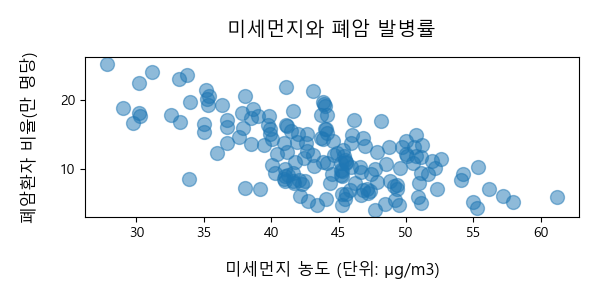 미세먼지와 폐암 발병률
폐암환자 비율(만 명당)
20
10
30 35 40 45 50 55 60
미세먼지 농도 (단위: μg/m3)